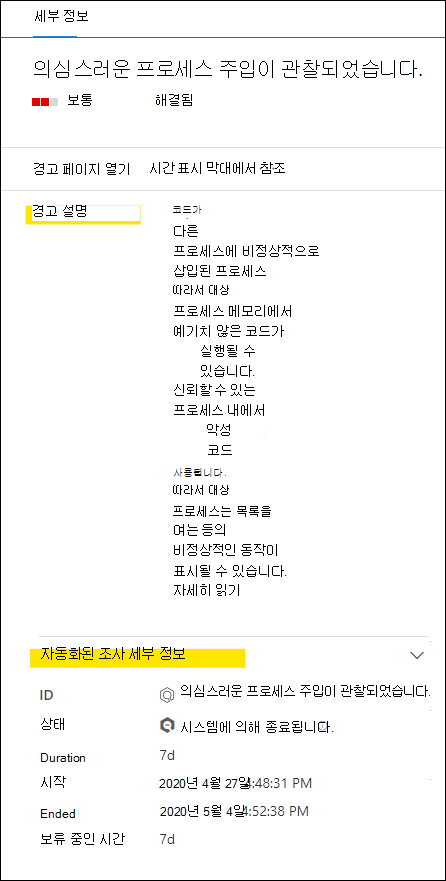 세부 정보
의심스러운 프로세스 주입이 관찰되었습니다.
보통 해결됨
경고 페이지 열기 시간 표시 막대에서 참조
경고 설명 코드가
다른
프로세스에 비정상적으로
삽입된 프로세스
따라서 대상
프로세스 메모리에서
예기치 않은 코드가
실행될 수
있습니다.
신뢰할 수 있는
프로세스 내에서
악성
코드
사용됩니다.
따라서 대상
프로세스는 목록을
여는 등의
비정상적인 동작이
표시될 수 있습니다.
자세히 읽기
자동화된 조사 세부 정보
ID 의심스러운 프로세스 주입이 관찰되었습니다.
상태 시스템에 의해 종료됩니다.
Duration 7d
시작 2020년 4월 27일4:48:31 PM
Ended 2020년 5월 4일4:52:38 PM
보류 중인 시간 7d